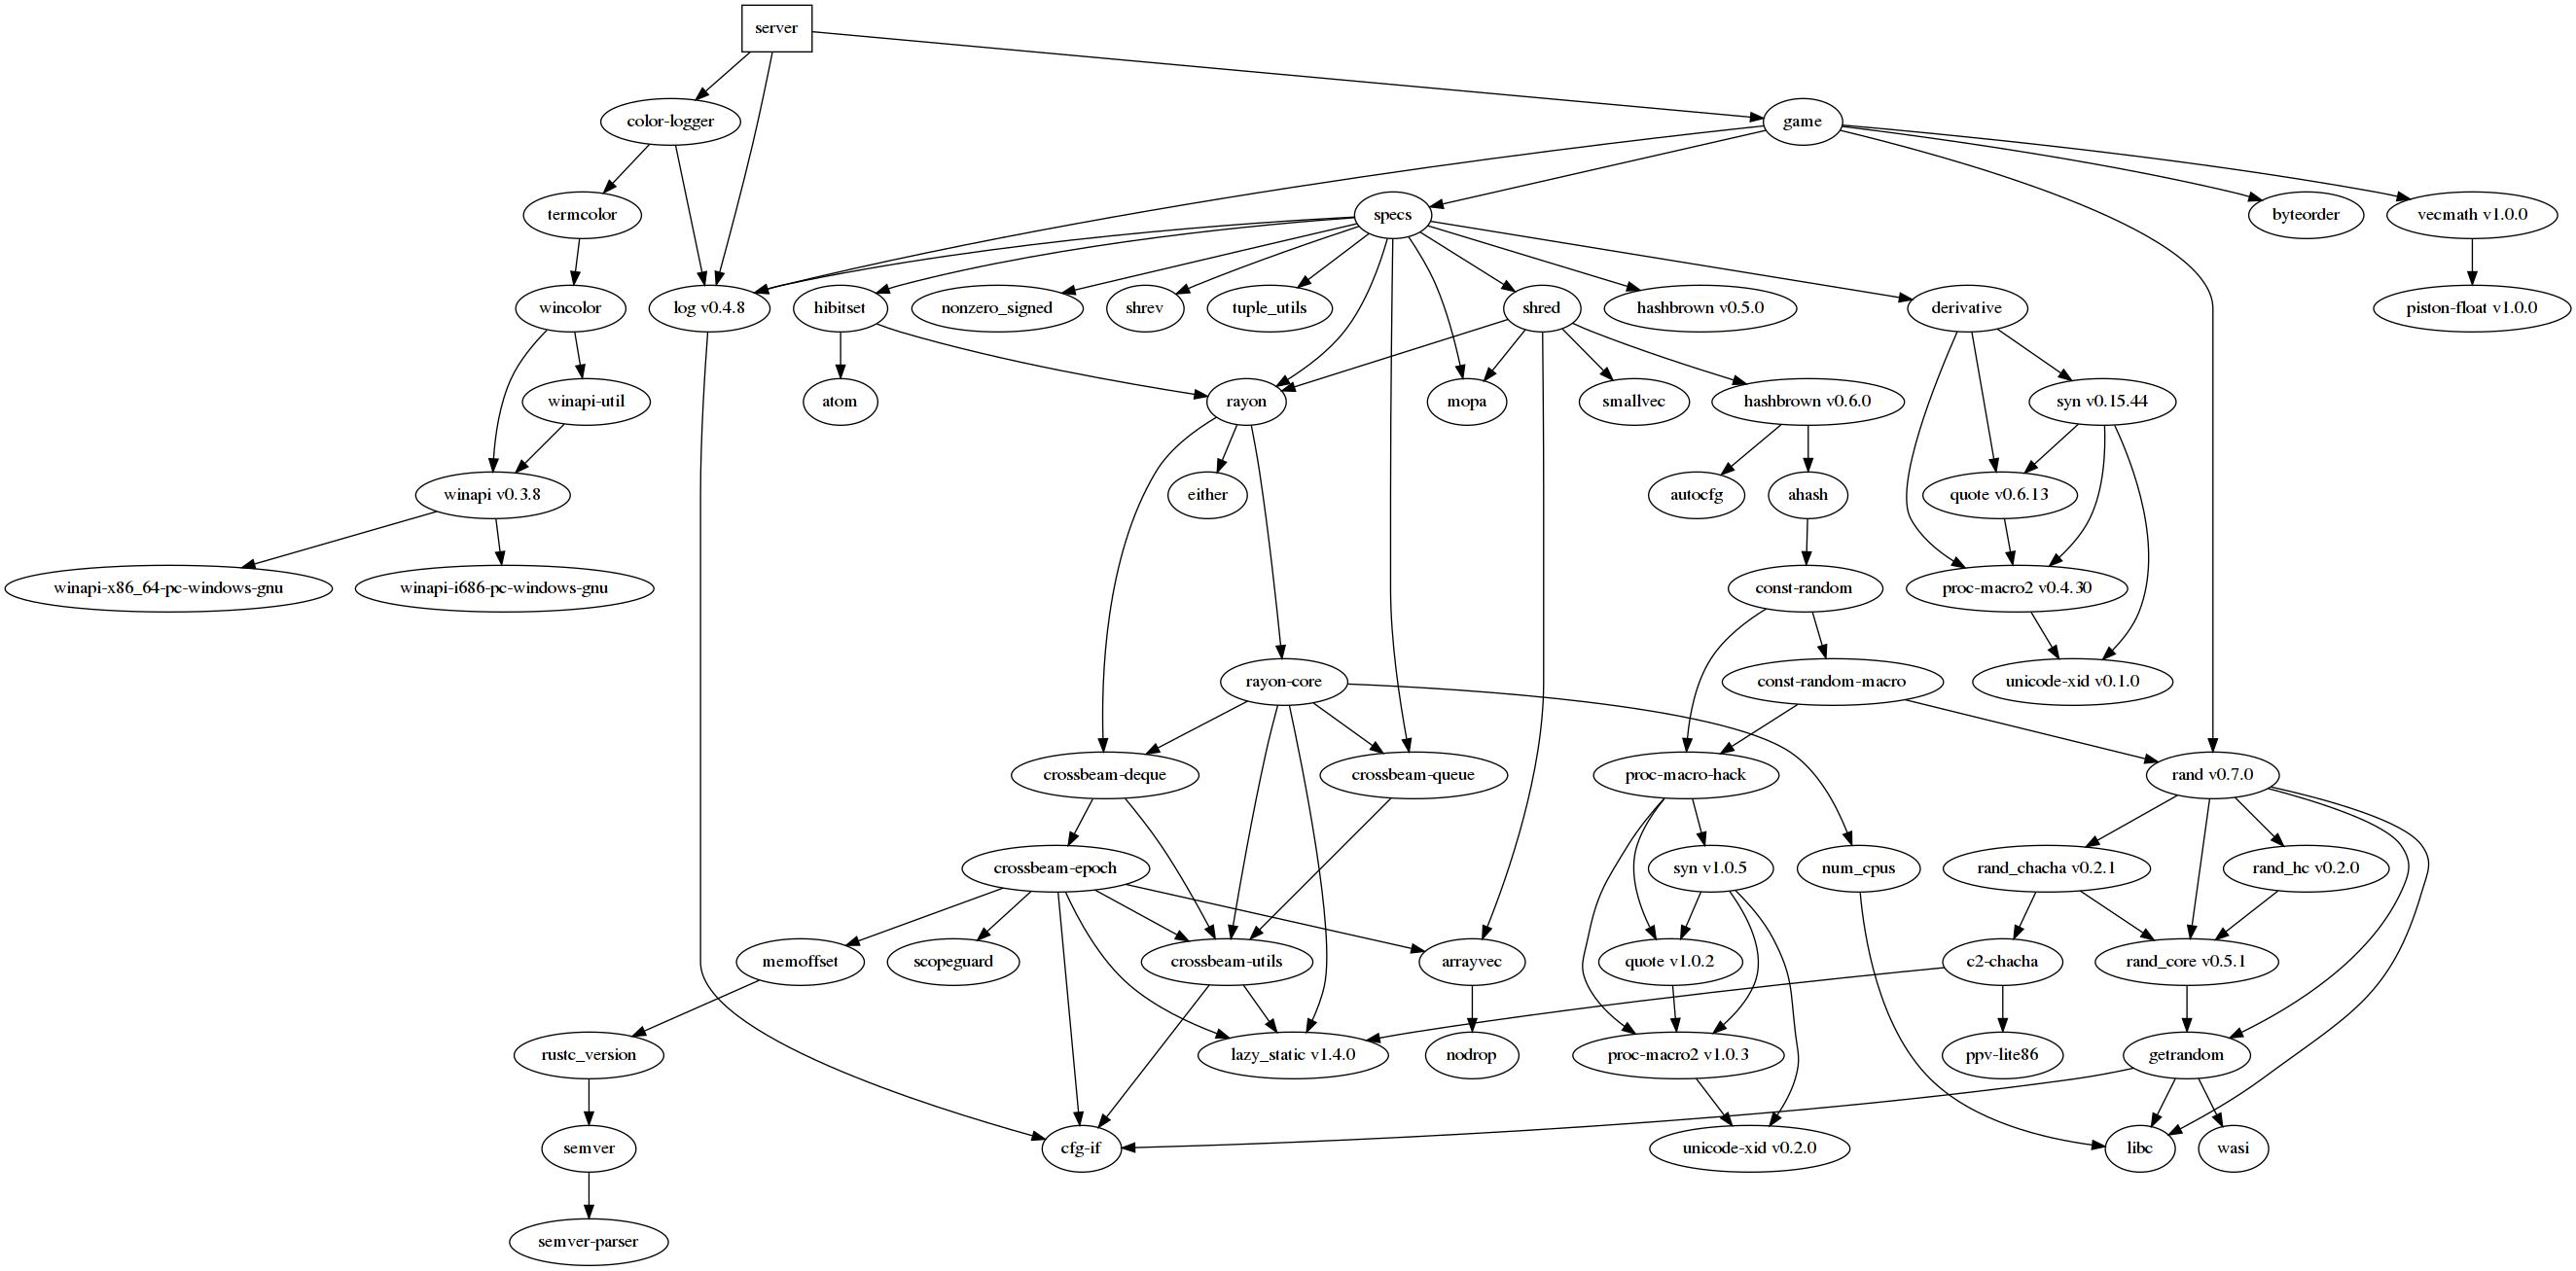 server
color-logger
game
termcolor
specs
byteorder
vecmath v1.0.0
wincolor
log v0.4.8
hibitset
nonzero_signed
shrev
tuple_utils
shred
hashbrown v0.5.0
derivative
piston-float v1.0.0
winapi-util
atom
rayon
mopa
smallvec
hashbrown v0.6.0
syn v0.15.44
winapi v0.3.8
either
autocfg
ahash
quote v0.6.13
winapi-x86_64-pc-windows-gnu
winapi-i686-pc-windows-gnu
const-random
proc-macro2 v0.4.30
rayon-core
const-random-macro
unicode-xid v0.1.0
crossbeam-deque
crossbeam-queue
proc-macro-hack
rand v0.7.0
crossbeam-epoch
syn v1.0.5
num_cpus
rand_chacha v0.2.1
rand_hc v0.2.0
memoffset
scopeguard
crossbeam-utils
arrayvec
quote v1.0.2
c2-chacha
rand_core v0.5.1
rustc_version
lazy_static v1.4.0
nodrop
proc-macro2 v1.0.3
ppv-lite86
getrandom
semver
cfg-if
unicode-xid v0.2.0
libc
wasi
semver-parser